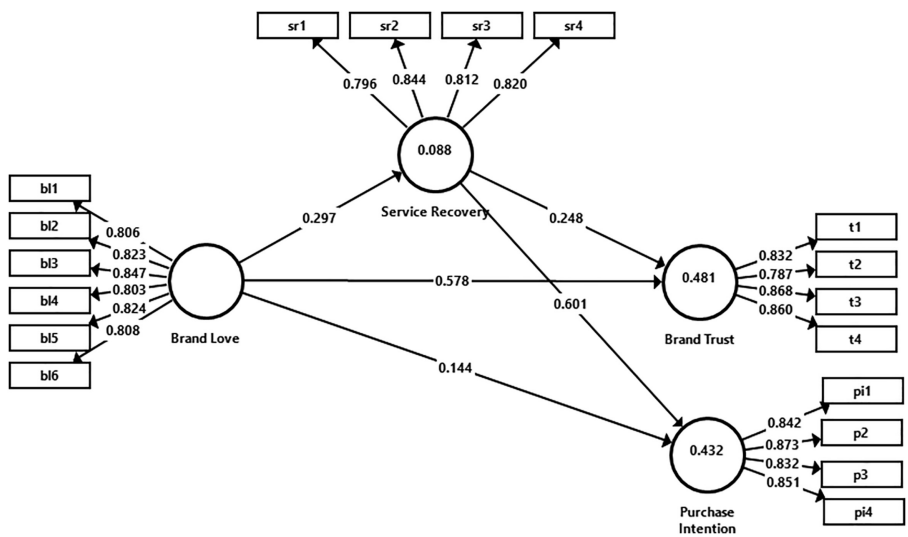 sr1 sr2 sr3 sr4
0.796 0.844 0.812 0.820
0.088
Service Recovery
bl1
bl2
bl3
bl4
bl5
bl6
0.806
0.823
0.847
0.803
0.824
0.808
Brand Love
0.297
0.248
0.578
0.601
0.144
0.481
Brand Trust
0.832
0.787
0.868
0.860
t1
t2
t3
t4
0.432
Purchase
Intention
0.842
0.873
0.832
0.851
pi1
p2
p3
pi4